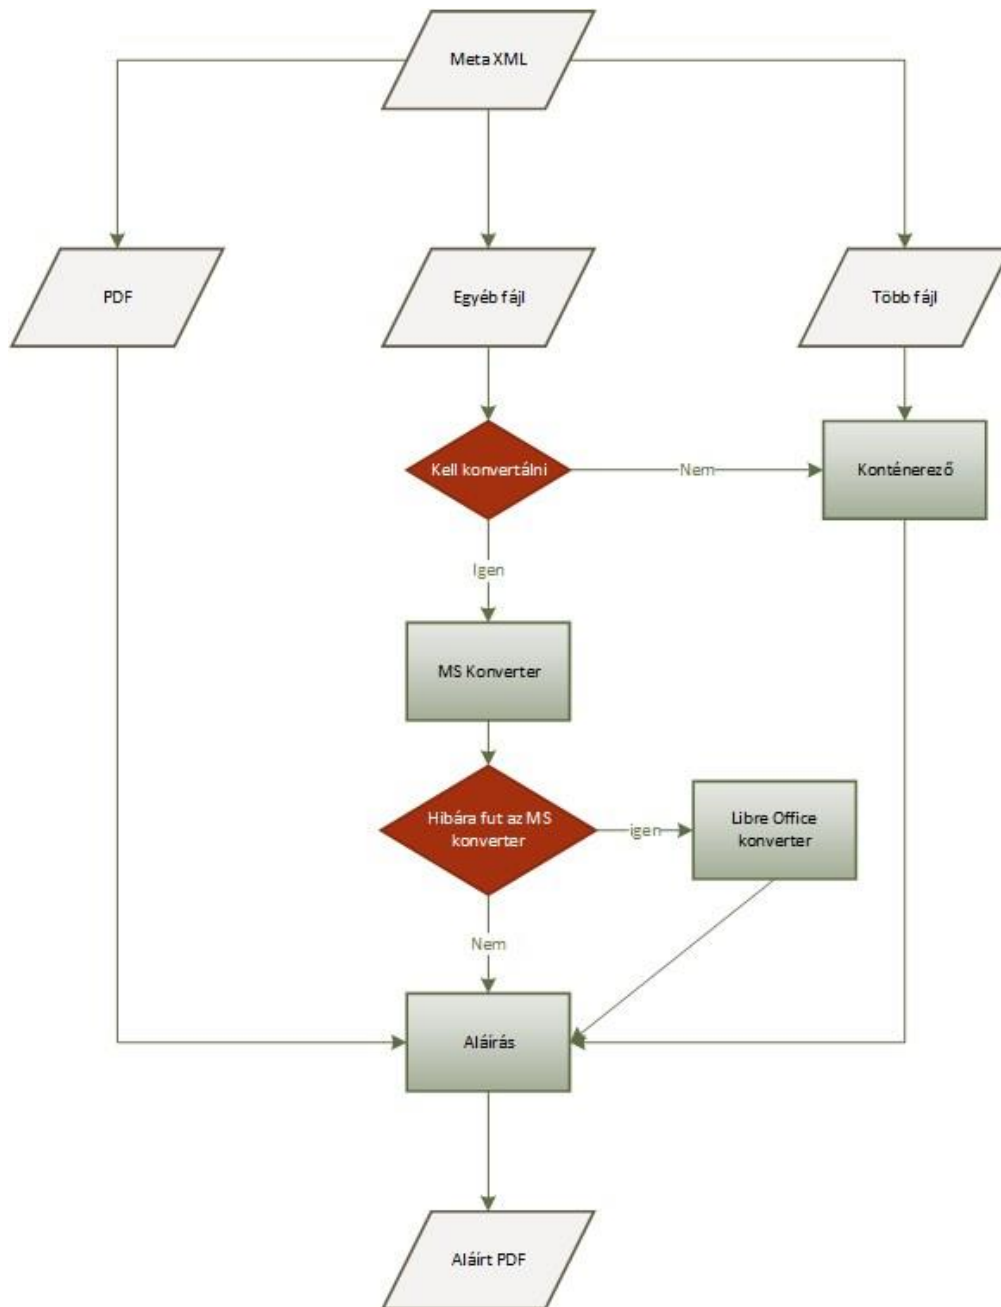 Meta XML
PDF
Egyéb fájl
Több fájl
Kell konvertálni
Nem
Konténerező
Igen
MS Konverter
Hibára fut az MS
konverter
igen
Libre Office
konverter
Nem
Aláírás
Aláírt PDF